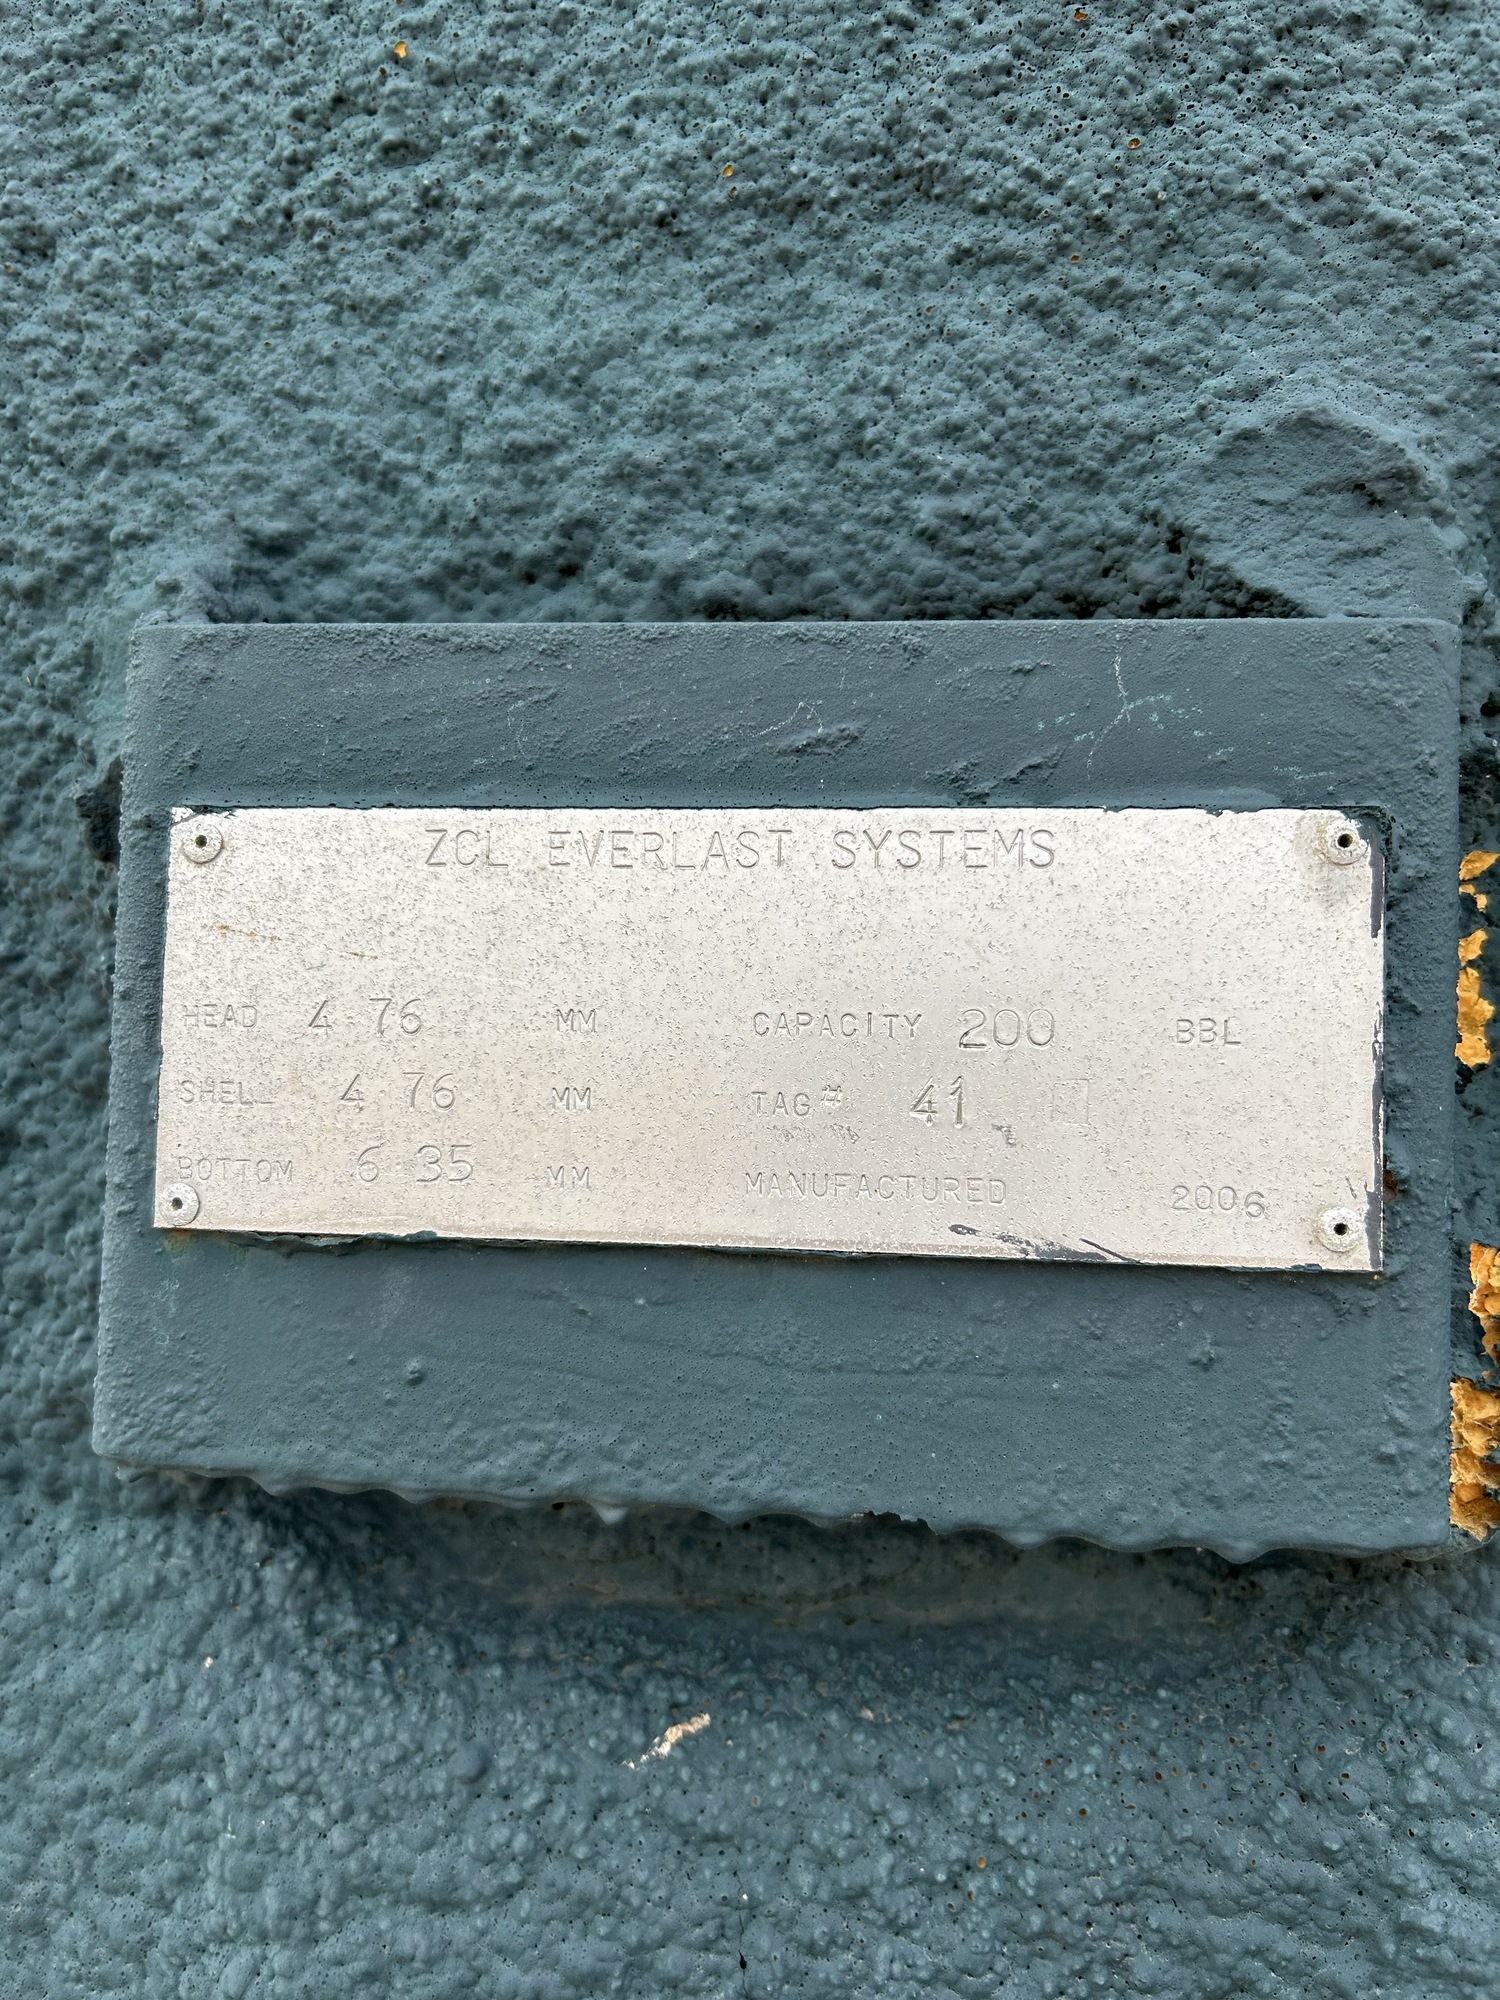 ZCL EVERLAST SYSTEMS
HEAD 4 76 MM CAPACITY 200 BBL
SHELL 4 76 MM TAG# 41
BOTTOM 6 35 MM MANUFACTURED 2006